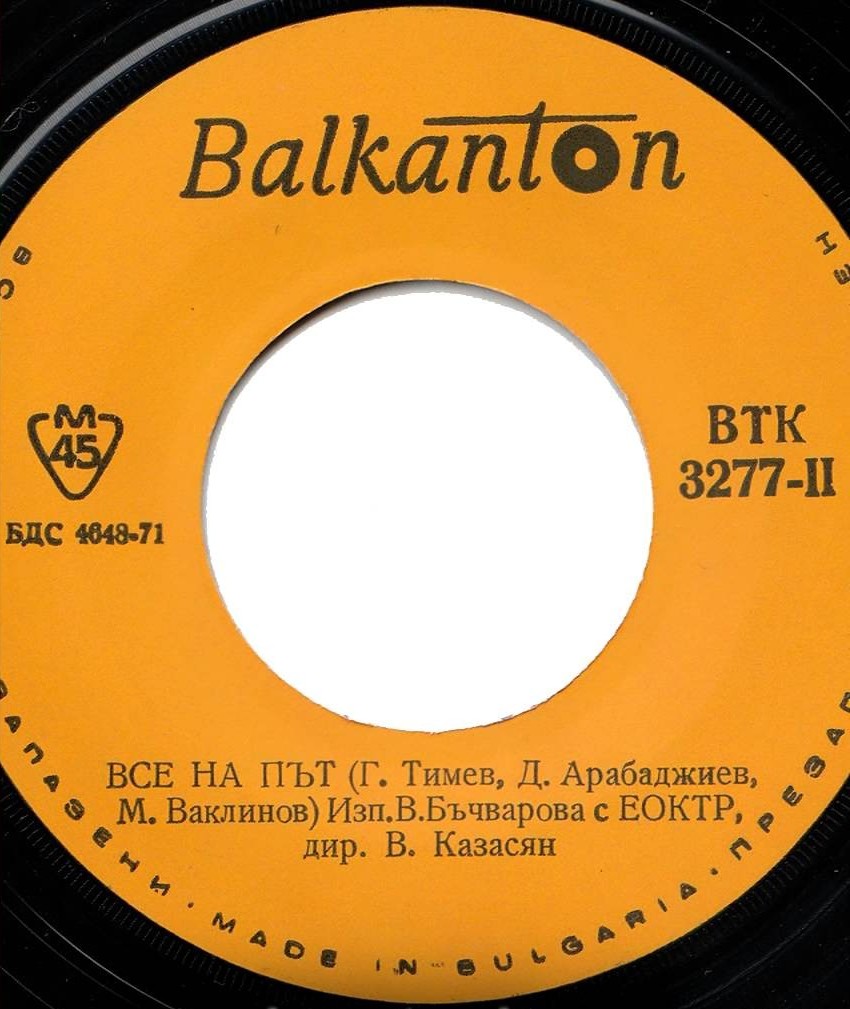 Balkanton
М
45
БДС 4648-71
ВТК
3277-II
ВСЕ НА ПЪТ (Г. Тимев, Д. Арабаджиев,
М. Ваклинов) Изп.В.Бъчварова с ЕОКТР,
дир. В. Казасян
ЗАПАЗЕНИ · MADE IN BULGARIA ·